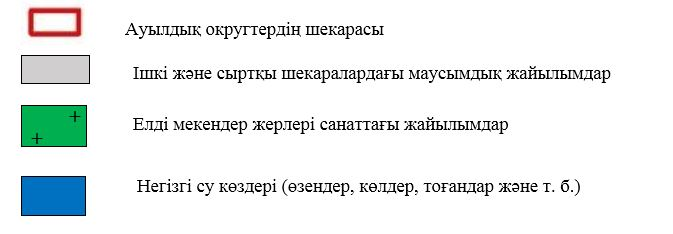 Ауылдық округтердің шекарасы
Ішкі және сыртқы шекаралардағы маусымдық жайылымдар
Елді мекендер жерлері санаттағы жайылымдар
Негізгі су көздері (өзендер, көлдер, тоғандар және т. б.)